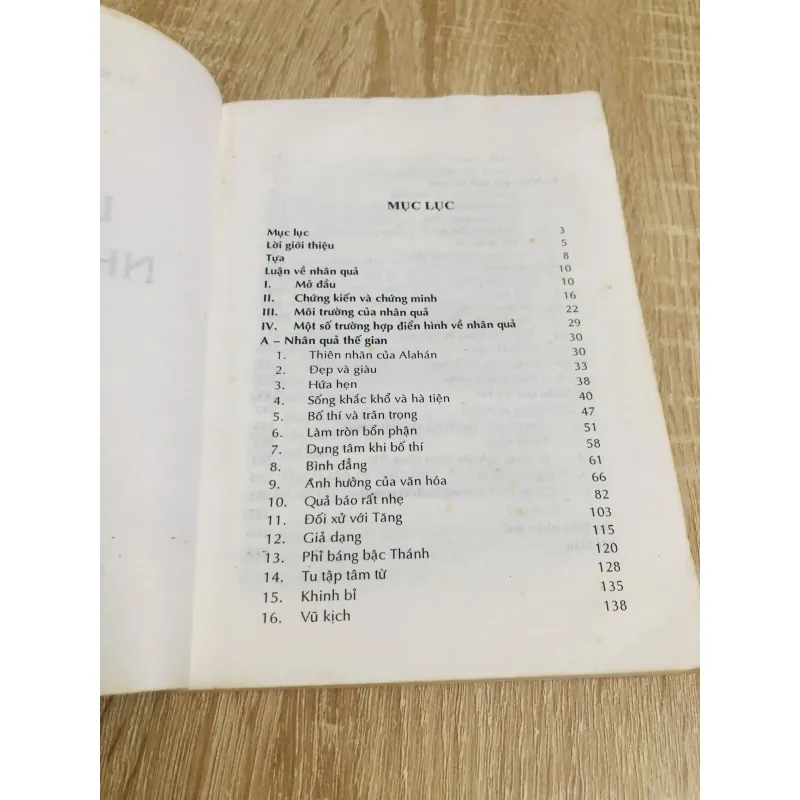 MỤC LỤC
Mục lục 3
Lời giới thiệu 5
Tựa 8
Luận về nhân quả 10
I. Mở đầu 10
II. Chứng kiến và chứng minh 16
III. Môi trường của nhân quả 22
IV. Một số trường hợp điển hình về nhân quả 29
A – Nhân quả thế gian 30
1. Thiên nhãn của Alahán 30
2. Đẹp và giàu 33
3. Hứa hẹn 38
4. Sống khắc khổ và hà tiện 40
5. Bố thí và trân trọng 47
6. Làm tròn bổn phận 51
7. Dụng tâm khi bố thí 58
8. Bình đẳng 61
9. Ảnh hưởng của văn hóa 66
10. Quả báo rất nhẹ 82
11. Đối xử với Tăng 103
12. Giả dạng 115
13. Phỉ báng bậc Thánh 120
14. Tu tập tâm từ 128
15. Khinh bỉ 135
16. Vũ kịch 138